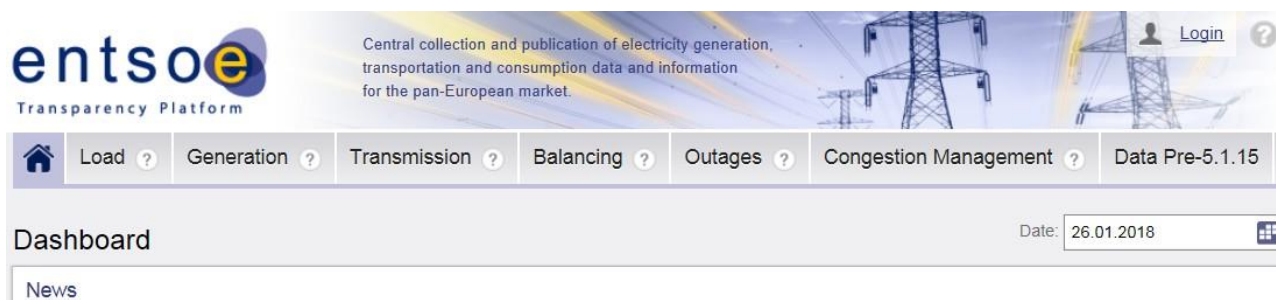 entsoe
Transparency Platform
Central collection and publication of electricity generation,
transportation and consumption data and information
for the pan-European market.
Login ?
Load ? Generation ? Transmission ? Balancing ? Outages ? Congestion Management ? Data Pre-5.1.15
Dashboard
Date: 26.01.2018
News